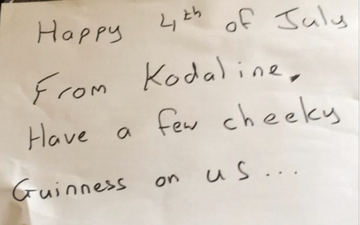 Happy 4th of July
From Kodaline.
Have a few cheeky
Guinness on us...